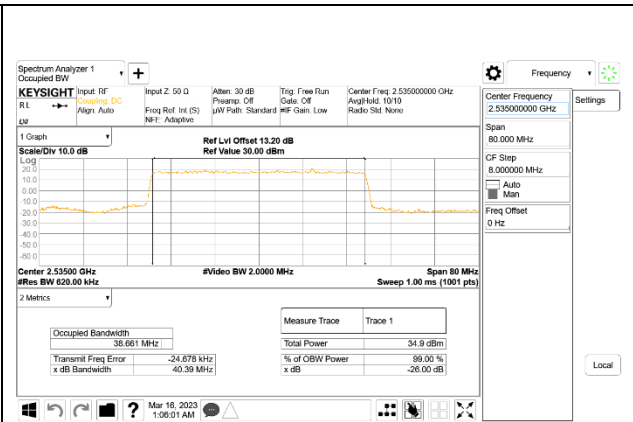 Spectrum Analyzer 1
Occupied BW
Frequency
KEYSIGHT
Input: RF
Coupling: DC
Align: Auto
Input Z: 50 Ω
Freq Ref: Int (S)
NFE: Adaptive
Atten: 30 dB
Preamp: Off
µW Path: Standard
Trig: Free Run
Gate: Off
#IF Gain: Low
Center Freq: 2.535000000 GHz
Avg|Hold: 10/10
Radio Std: None
RL
Center Frequency
2.535000000 GHz
Settings
Span
80.000 MHz
CF Step
8.000000 MHz
Auto
Man
Freq Offset
0 Hz
1 Graph
Scale/Div 10.0 dB
Ref Lvl Offset 13.20 dB
Ref Value 30.00 dBm
Log
20.0
10.0
0.00
-10.0
-20.0
-30.0
-40.0
-50.0
-60.0
Center 2.53500 GHz
#Video BW 2.0000 MHz
Span 80 MHz
#Res BW 620.00 kHz
Sweep 1.00 ms (1001 pts)
2 Metrics
Measure Trace Trace 1
Occupied Bandwidth
38.661 MHz
Total Power 34.9 dBm
Transmit Freq Error -24.678 kHz
% of OBW Power 99.00 %
x dB Bandwidth 40.39 MHz
x dB -26.00 dB
Local
?
Mar 16, 2023
1:06:01 AM